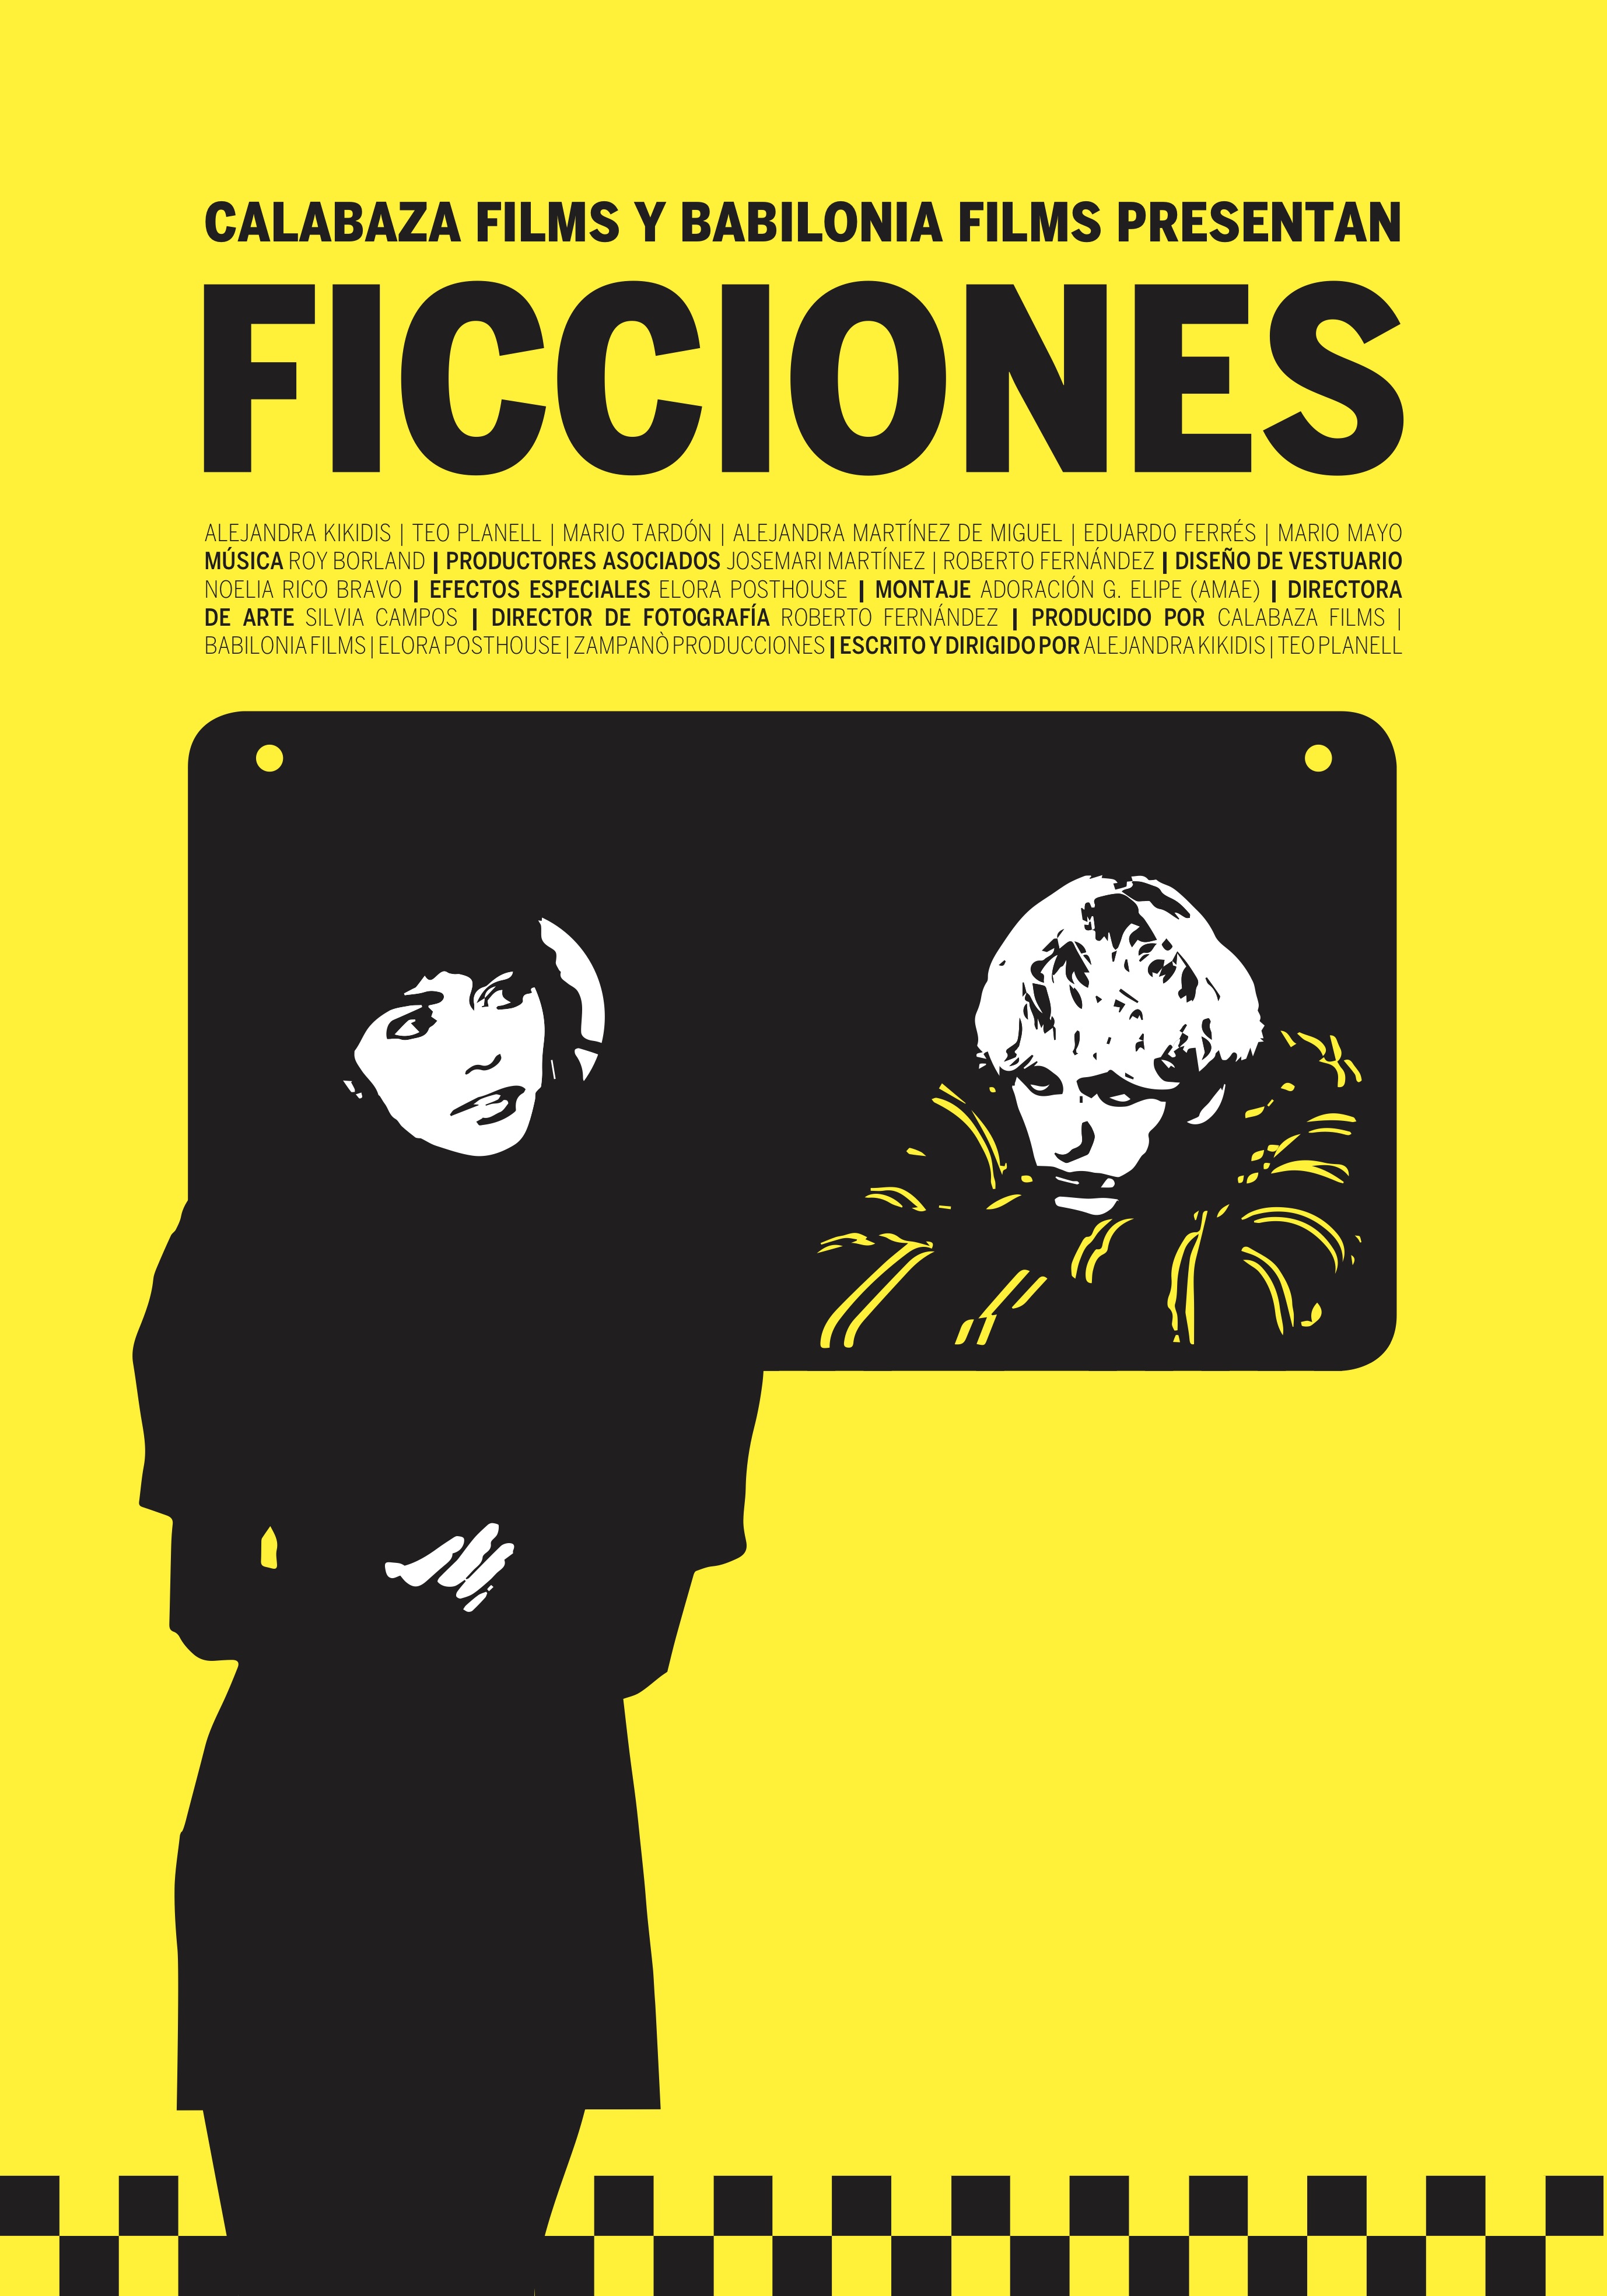 CALABAZA FILMS Y BABILONIA FILMS PRESENTAN
FICCIONES
ALEJANDRA KIKIDIS | TEO PLANELL | MARIO TARDÓN | ALEJANDRA MARTÍNEZ DE MIGUEL | EDUARDO FERRÉS | MARIO MAYO
MÚSICA ROY BORLAND | PRODUCTORES ASOCIADOS JOSEMARI MARTÍNEZ | ROBERTO FERNÁNDEZ | DISEÑO DE VESTUARIO
NOELIA RICO BRAVO | EFECTOS ESPECIALES ELORA POSTHOUSE | MONTAJE ADORACIÓN G. ELIPE (AMAE) | DIRECTORA
DE ARTE SILVIA CAMPOS | DIRECTOR DE FOTOGRAFÍA ROBERTO FERNÁNDEZ | PRODUCIDO POR CALABAZA FILMS |
BABILONIA FILMS | ELORA POSTHOUSE | ZAMPANÒ PRODUCCIONES | ESCRITO Y DIRIGIDO POR ALEJANDRA KIKIDIS | TEO PLANELL